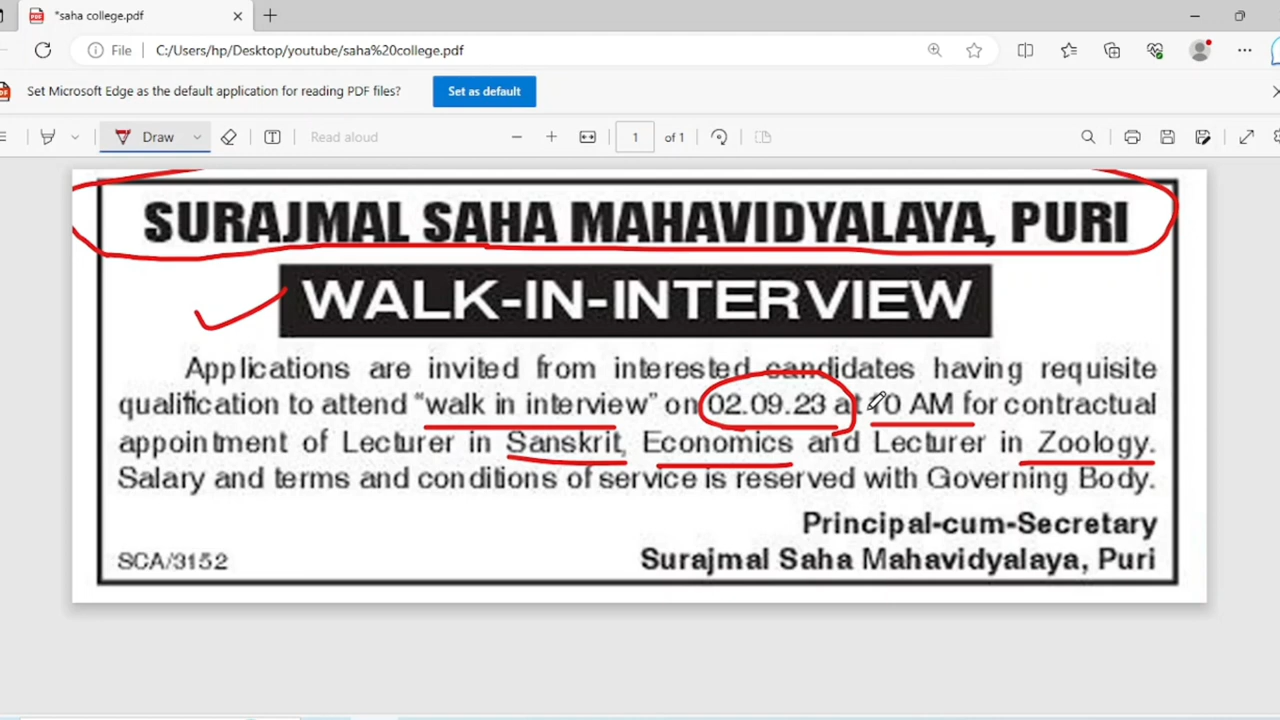 *saha college.pdf
File C:/Users/hp/Desktop/youtube/saha%20college.pdf
Set Microsoft Edge as the default application for reading PDF files? Set as default
Draw Read aloud 1 of 1
SURAJMAL SAHA MAHAVIDYALAYA, PURI
WALK-IN-INTERVIEW
Applications are invited from interested candidates having requisite
qualification to attend "walk in interview" on 02.09.23 at 10 AM for contractual
appointment of Lecturer in Sanskrit, Economics and Lecturer in Zoology.
Salary and terms and conditions of service is reserved with Governing Body.
Principal-cum-Secretary
SCA/3152 Surajmal Saha Mahavidyalaya, Puri